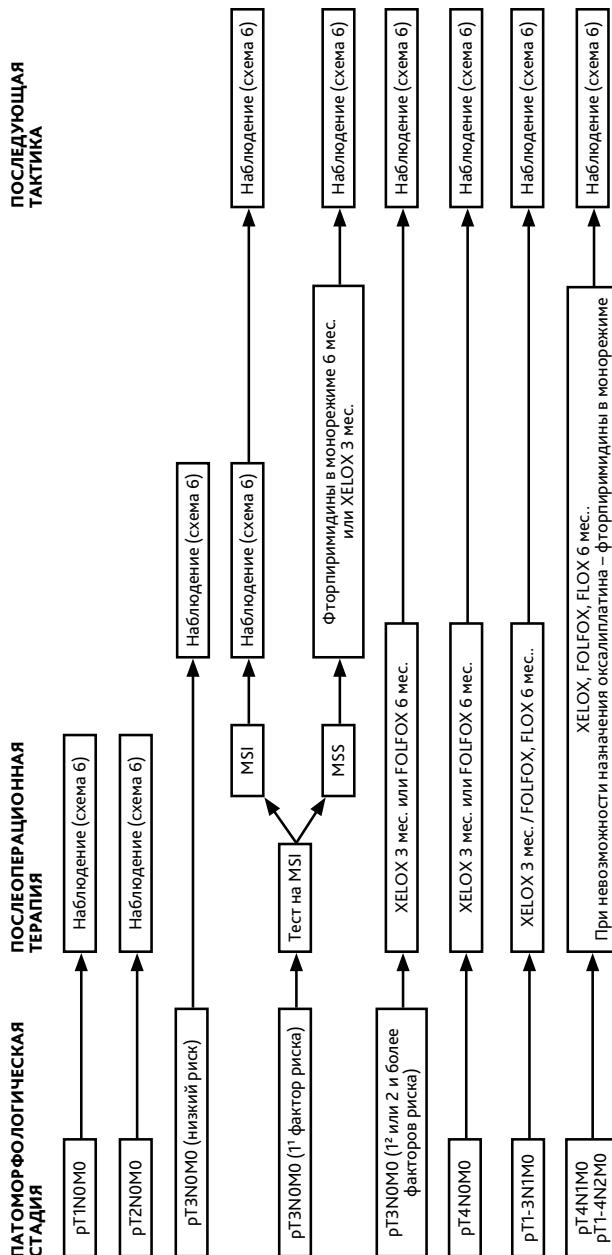 ПАТОМОРФОЛОГИЧЕСКАЯ
СТАДИЯ
ПОСЛЕОПЕРАЦИОННАЯ
ТЕРАПИЯ
ПОСЛЕДУЮЩАЯ
ТАКТИКА
pT1N0M0
Наблюдение (схема 6)
pT2N0M0
Наблюдение (схема 6)
pT3N0M0 (низкий риск)
Наблюдение (схема 6)
pT3N0M0 (1¹ фактор риска)
Тест на MSI
MSI
Наблюдение (схема 6)
Наблюдение (схема 6)
MSS
Фторпиримидины в монорежиме 6 мес.
или XELOX 3 мес.
Наблюдение (схема 6)
pT3N0M0 (1² или 2 и более
факторов риска)
XELOX 3 мес. или FOLFOX 6 мес.
Наблюдение (схема 6)
pT4N0M0
XELOX 3 мес. или FOLFOX 6 мес.
Наблюдение (схема 6)
pT1-3N1M0
XELOX 3 мес. / FOLFOX, FLOX 6 мес..
Наблюдение (схема 6)
pT4N1M0
pT1-4N2M0
XELOX, FOLFOX, FLOX 6 мес..
При невозможности назначения оксалиплатина – фторпиримидины в монорежиме
Наблюдение (схема 6)